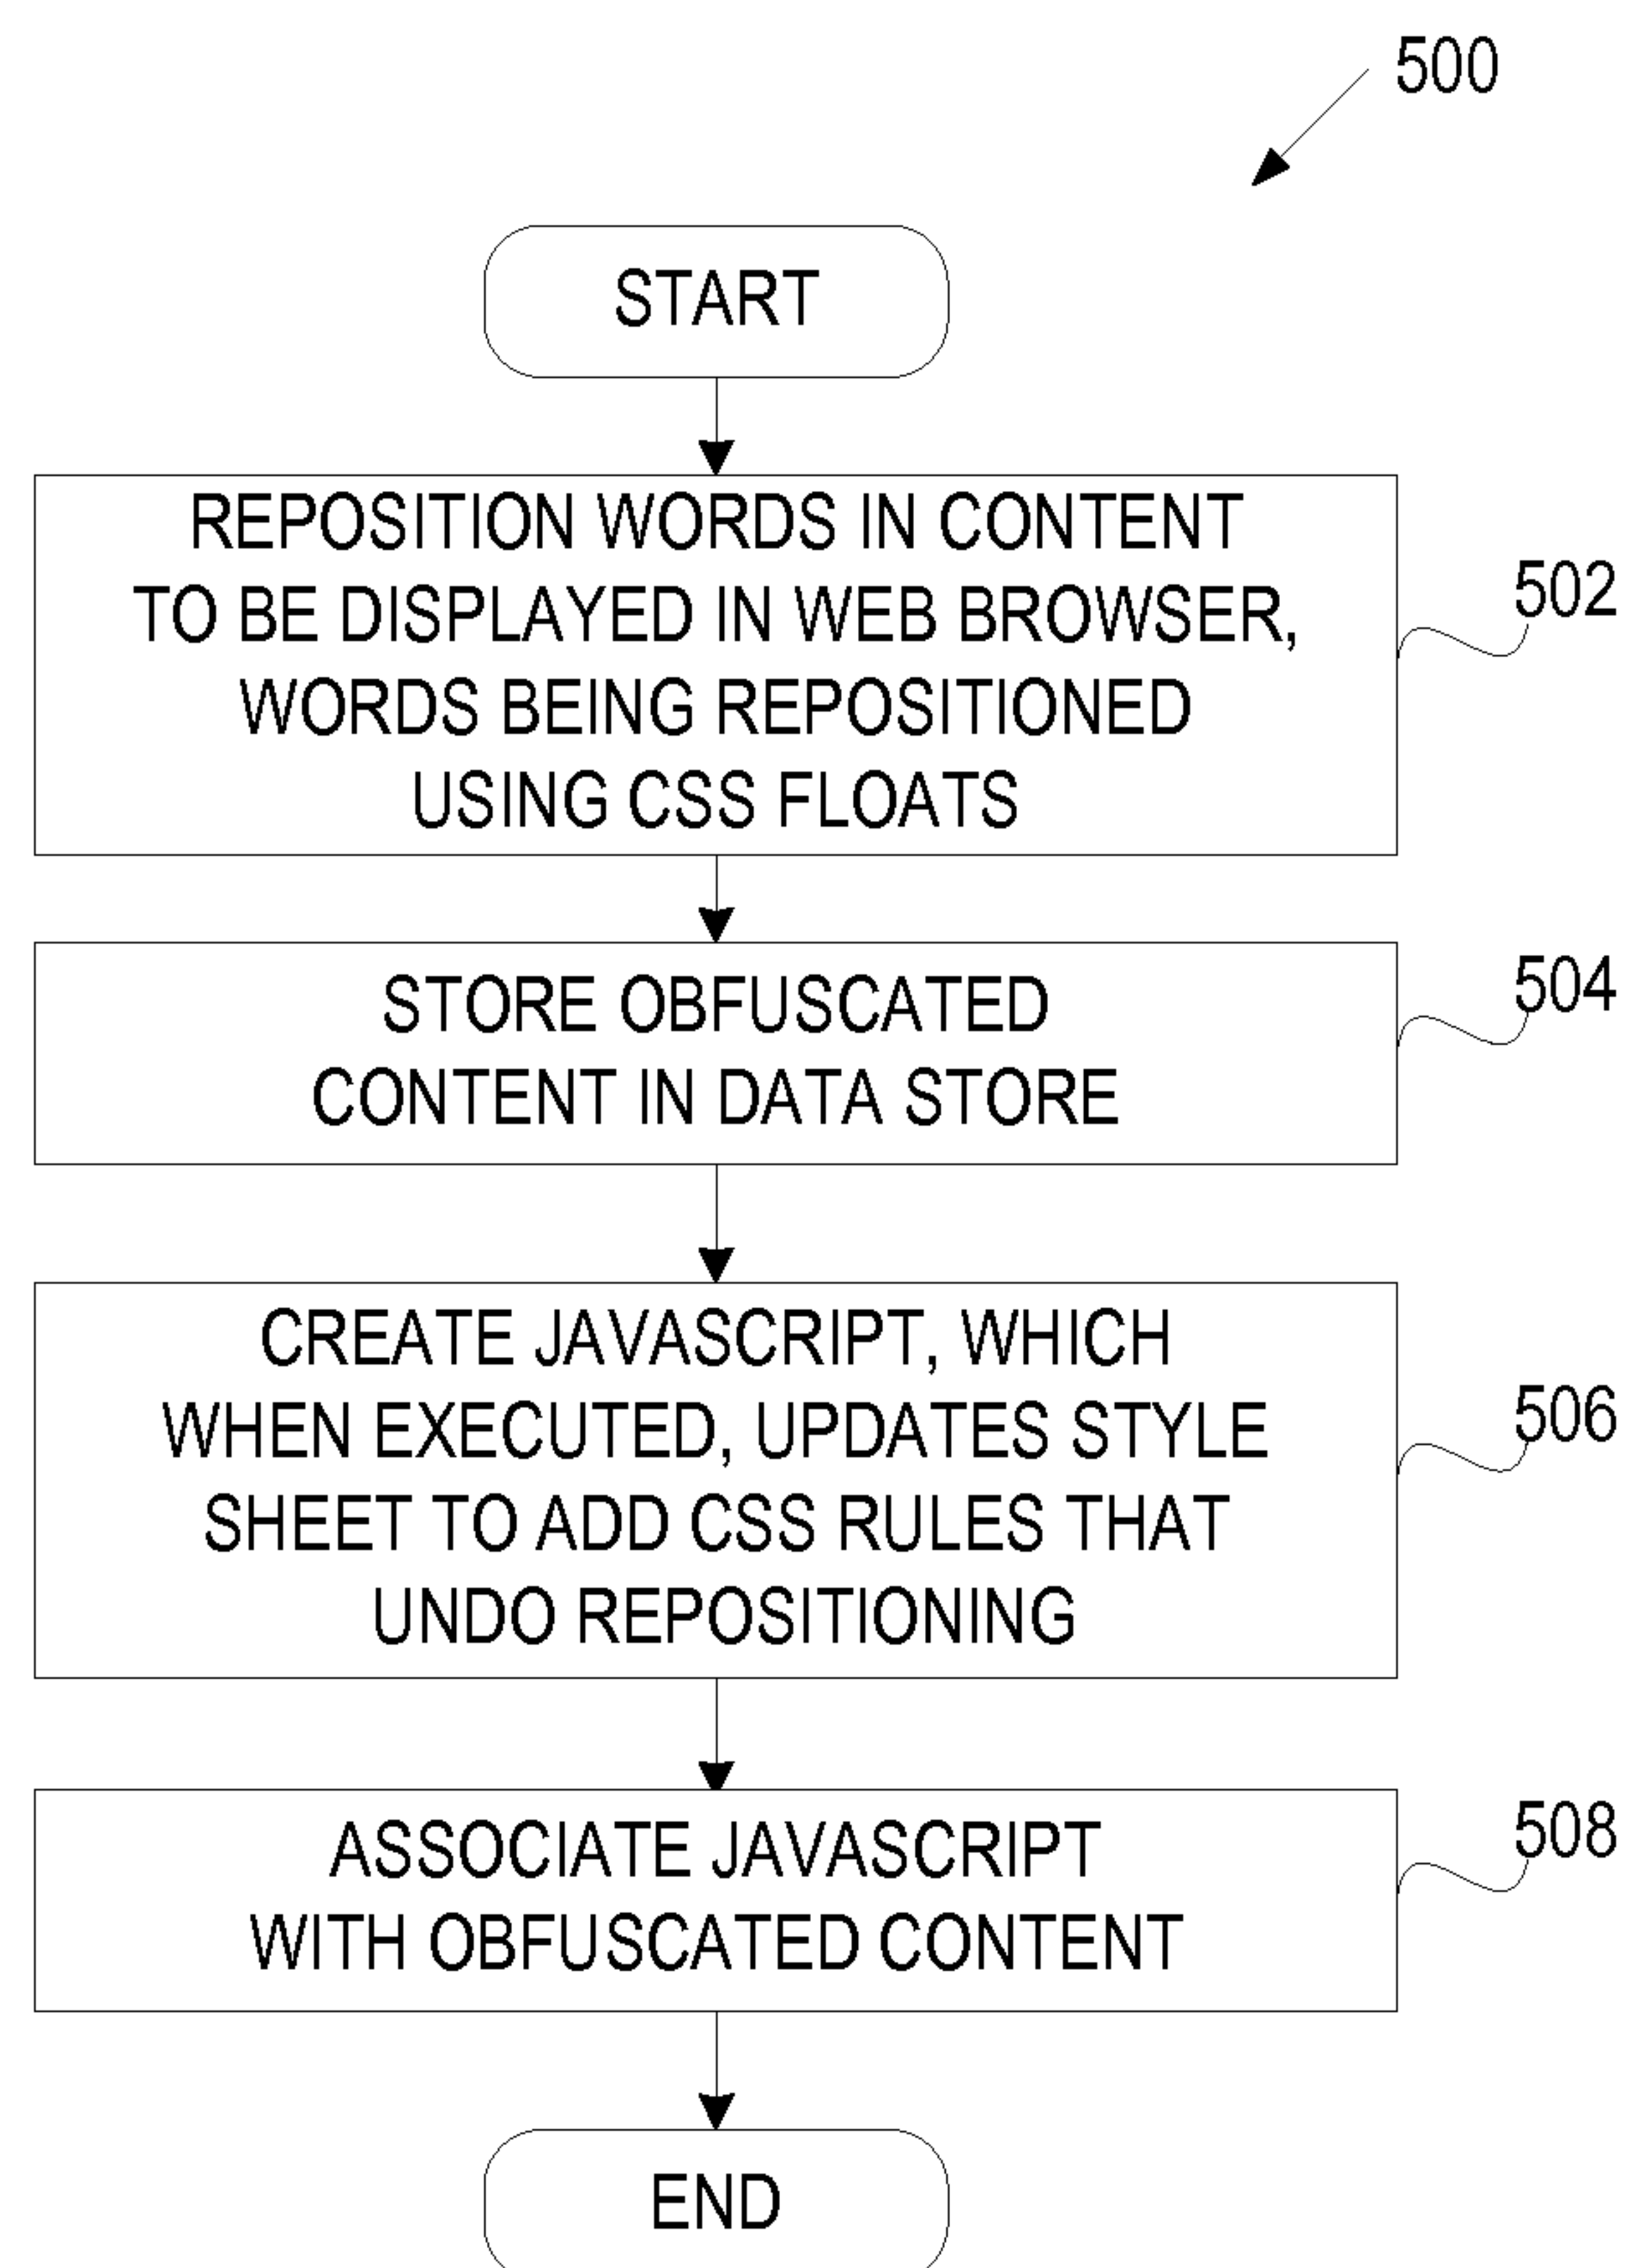 500
START
REPOSITION WORDS IN CONTENT
TO BE DISPLAYED IN WEB BROWSER,
WORDS BEING REPOSITIONED
USING CSS FLOATS
502
STORE OBFUSCATED
CONTENT IN DATA STORE
504
CREATE JAVASCRIPT, WHICH
WHEN EXECUTED, UPDATES STYLE
SHEET TO ADD CSS RULES THAT
UNDO REPOSITIONING
506
ASSOCIATE JAVASCRIPT
WITH OBFUSCATED CONTENT
508
END